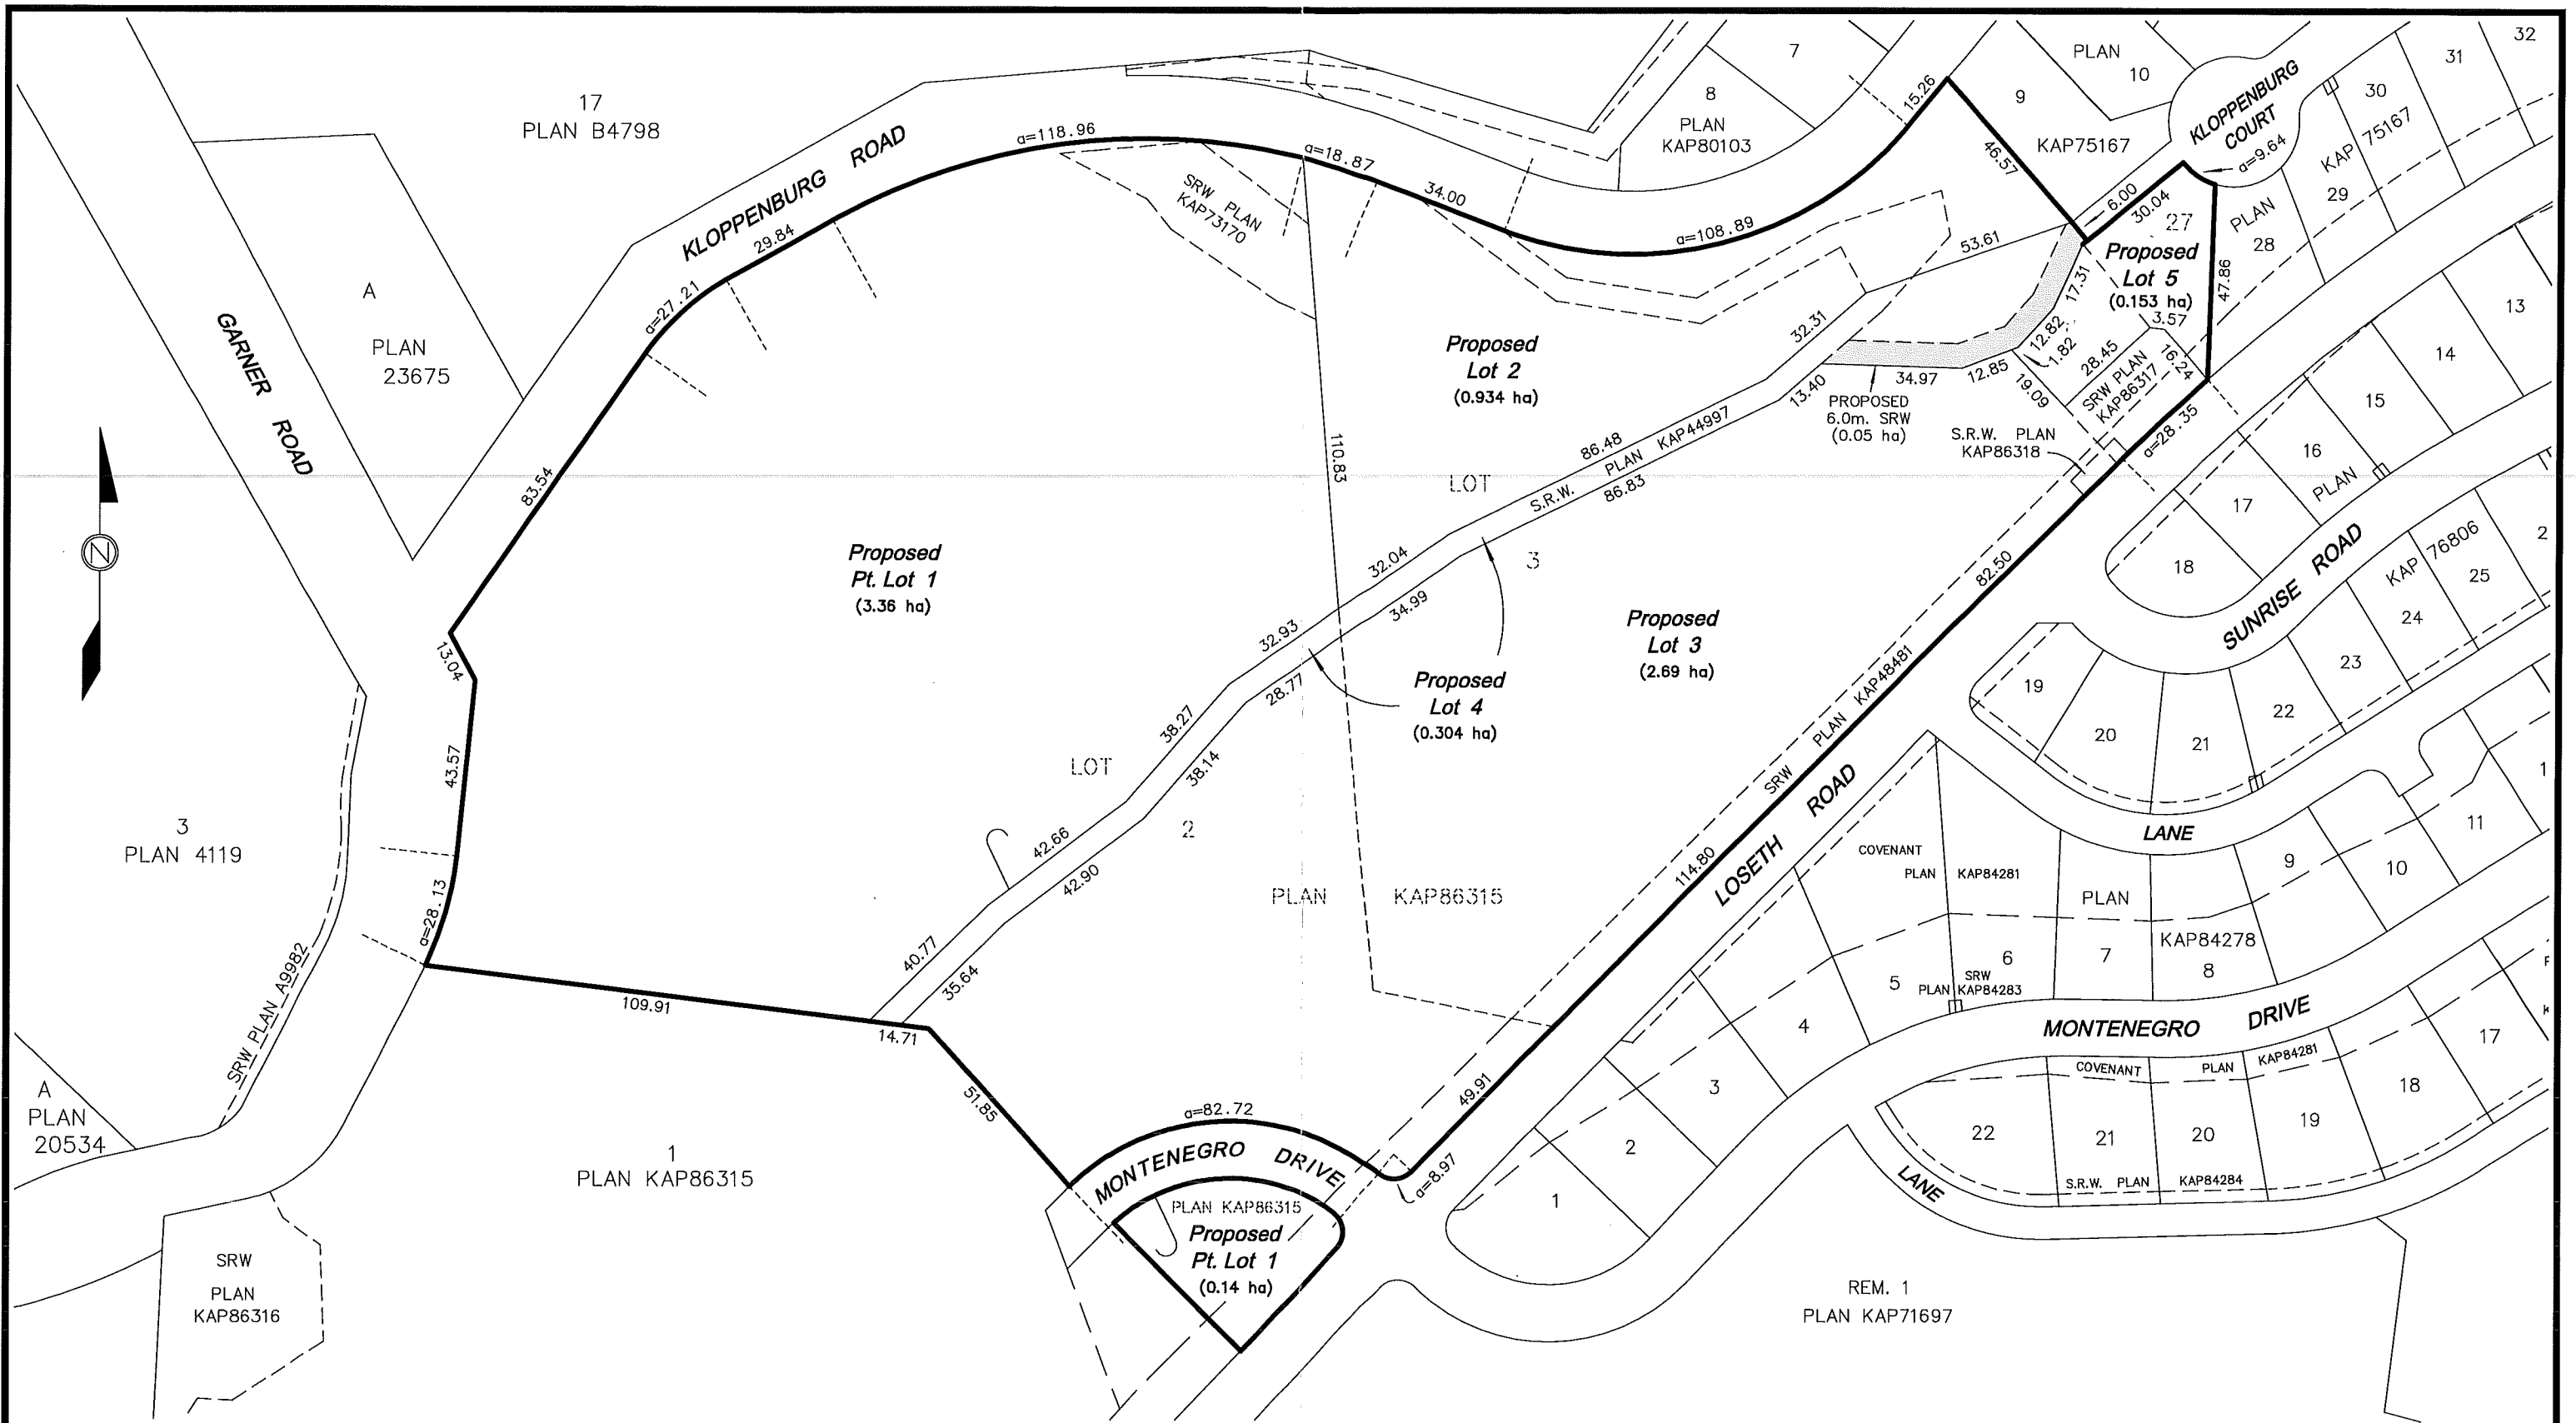 17
PLAN B4798
A
PLAN
23675
GARNER ROAD
KLOPPENBURG ROAD
a=118.96
a=18.87
29.84
a=27.21
83.54
13.04
43.57
a=28.13
109.91
14.71
51.85
SRW PLAN
KAP73170
34.00
a=108.89
15.26
46.57
7
8
PLAN
KAP80103
9
PLAN
10
KAP75167
KLOPPENBURG
COURT
a=9.64
6.00
30.04
27
Proposed
Lot 5
(0.153 ha)
47.86
3.57
16.24
28.45
SRW PLAN
KAP86317
a=28.35
17.31
12.82
1.82
19.09
12.85
34.97
53.61
32.31
13.40
PROPOSED
6.0m. SRW
(0.05 ha)
S.R.W. PLAN
KAP86318
32
31
30
KAP 75167
29
PLAN
28
13
14
15
16
PLAN
17
18
SUNRISE ROAD
KAP 76806
2
25
24
23
22
21
20
19
Proposed
Lot 2
(0.934 ha)
110.83
86.48
S.R.W. PLAN KAP44997
86.83
LOT
3
32.04
34.99
32.93
28.77
38.27
38.14
42.66
42.90
40.77
35.64
Proposed
Pt. Lot 1
(3.36 ha)
Proposed
Lot 3
(2.69 ha)
Proposed
Lot 4
(0.304 ha)
LOT
2
PLAN KAP86315
82.50
SRW PLAN KAP48481
114.80
LOSETH ROAD
49.91
a=8.97
a=82.72
MONTENEGRO DRIVE
PLAN KAP86315
Proposed
Pt. Lot 1
(0.14 ha)
N
3
PLAN 4119
SRW PLAN A9982
A
PLAN
20534
SRW
PLAN
KAP86316
1
PLAN KAP86315
LANE
COVENANT
PLAN KAP84281
PLAN
KAP84278
1
2
3
4
5
6
7
8
9
10
11
1
SRW
PLAN KAP84283
MONTENEGRO DRIVE
COVENANT PLAN KAP84281
17
18
19
20
21
22
S.R.W. PLAN KAP84284
LANE
REM. 1
PLAN KAP71697